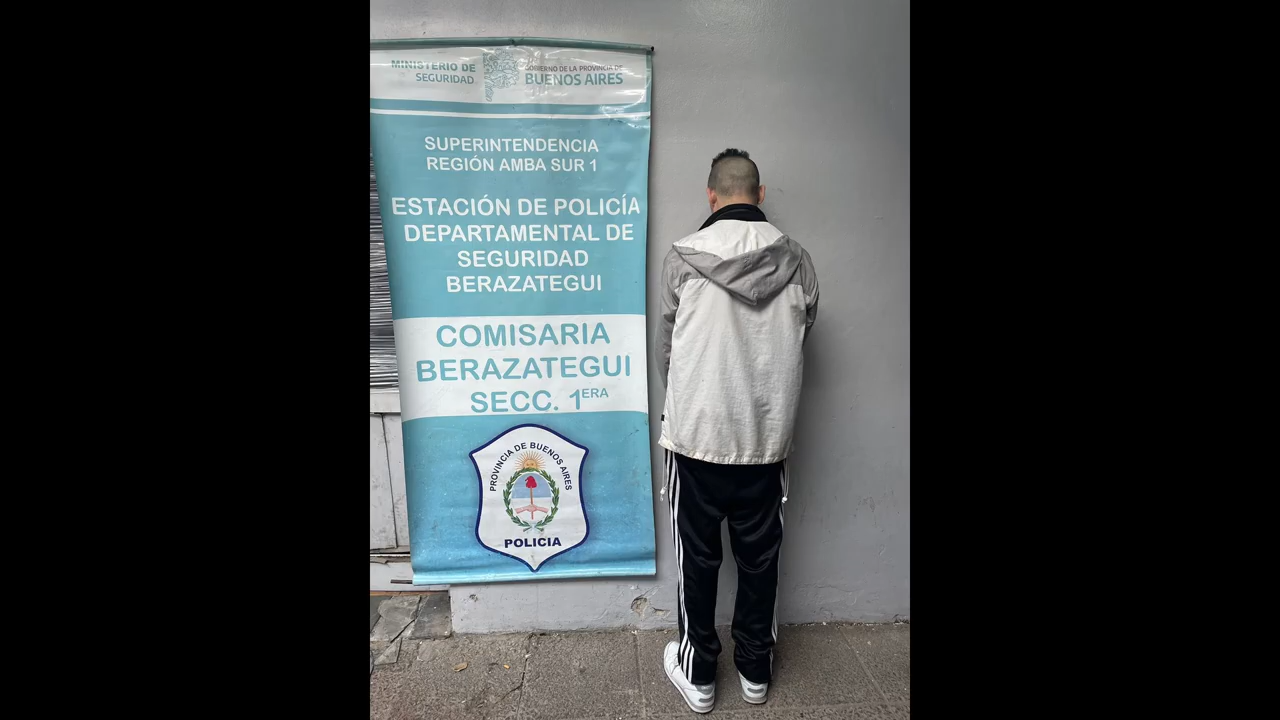 MINISTERIO DE
SEGURIDAD
GOBIERNO DE LA PROVINCIA DE
BUENOS AIRES
SUPERINTENDENCIA
REGIÓN AMBA SUR 1
ESTACIÓN DE POLICÍA
DEPARTAMENTAL DE
SEGURIDAD
BERAZATEGUI
COMISARIA
BERAZATEGUI
SECC. 1ERA
PROVINCIA DE BUENOS AIRES
POLICIA